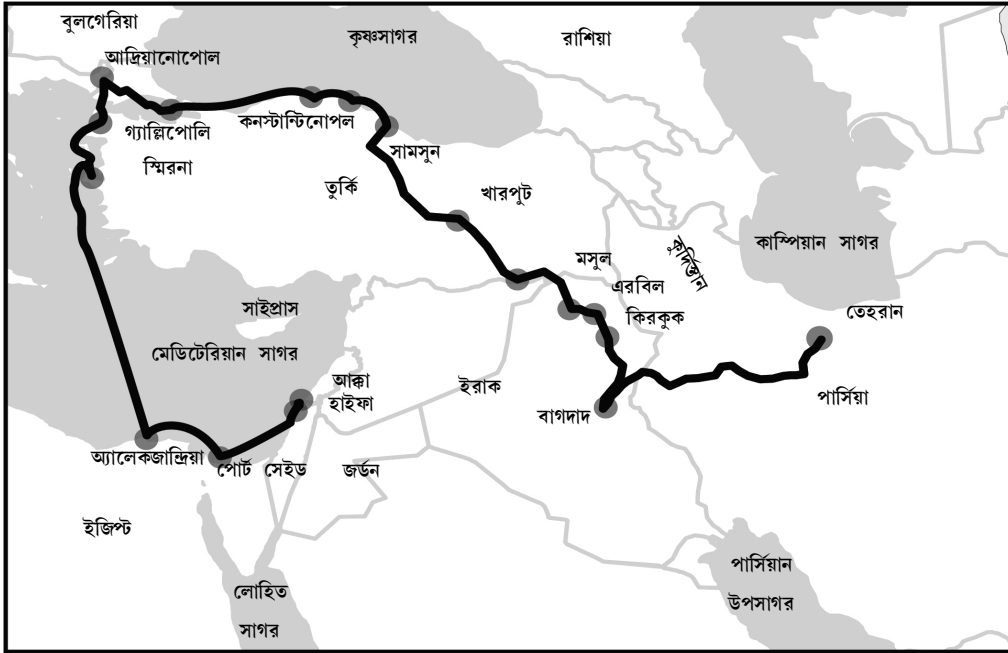 বুলগেরিয়া
আদ্রিয়ানোপোল
কৃষ্ণসাগর
রাশিয়া
গ্যাল্লিপোলি
কনস্টান্টিনোপল
সামসুন
স্মিরনা
তুর্কি
খারপুট
কুর্দিস্তান
কাস্পিয়ান সাগর
মসুল
এরবিল
কিরকুক
তেহরান
সাইপ্রাস
মেডিটেরিয়ান সাগর
আক্কা
হাইফা
ইরাক
পার্সিয়া
বাগদাদ
অ্যালেকজান্দ্রিয়া
পোর্ট সেইড
জর্ডন
ইজিপ্ট
লোহিত
সাগর
পার্সিয়ান
উপসাগর